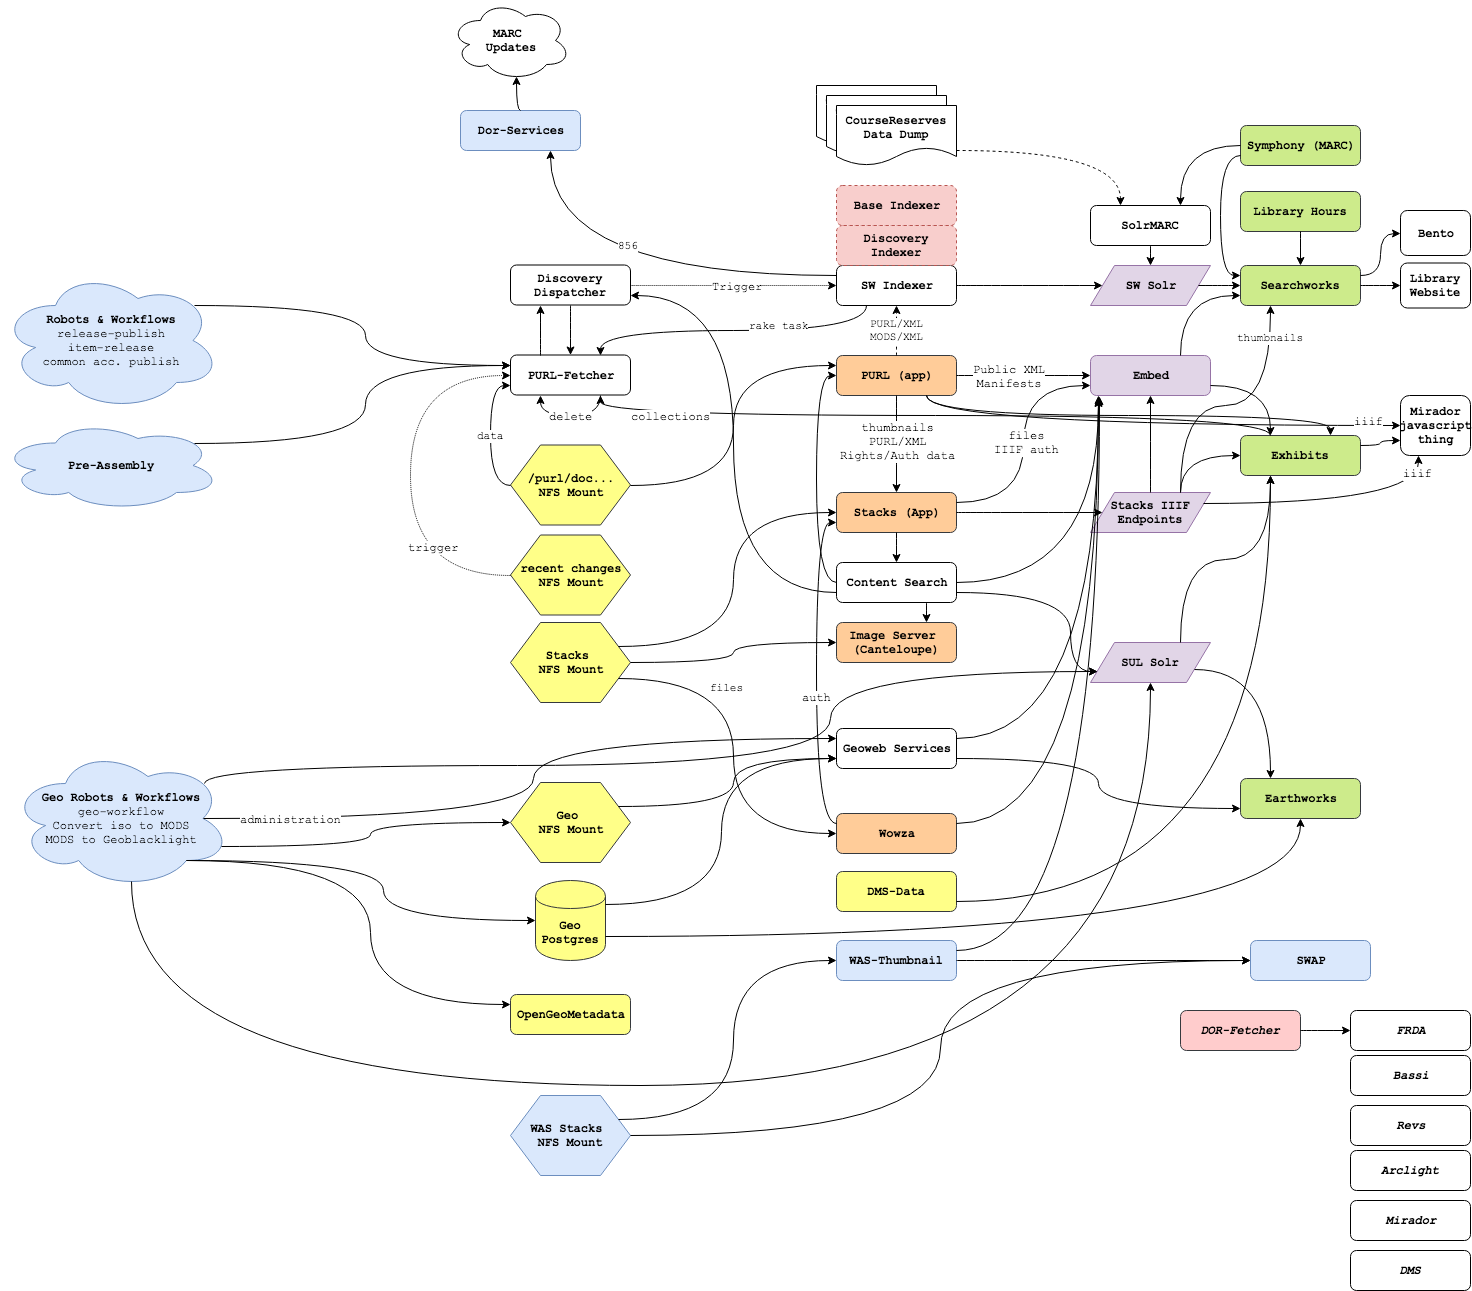 MARC
Updates
Dor-Services
CourseReserves
Data Dump
Symphony (MARC)
Base Indexer
Library Hours
SolrMARC
Bento
Discovery
Indexer
856
Discovery
Dispatcher
Trigger
SW Indexer
SW Solr
Searchworks
Library
Website
Robots & Workflows
release-publish
item-release
common acc. publish
rake task
PURL/XML
MODS/XML
thumbnails
PURL-Fetcher
PURL (app)
Public XML
Manifests
Embed
delete
collections
iiif
Mirador
javascript
thing
data
thumbnails
PURL/XML
Rights/Auth data
files
IIIF auth
Exhibits
iiif
Pre-Assembly
/purl/doc...
NFS Mount
Stacks (App)
Stacks IIIF
Endpoints
trigger
recent changes
NFS Mount
Content Search
Stacks
NFS Mount
Image Server
(Canteloupe)
SUL Solr
files
auth
Geoweb Services
Geo Robots & Workflows
geo-workflow
Convert iso to MODS
MODS to Geoblacklight
administration
Geo
NFS Mount
Earthworks
Wowza
DMS-Data
Geo
Postgres
WAS-Thumbnail
SWAP
OpenGeoMetadata
DOR-Fetcher
FRDA
Bassi
WAS Stacks
NFS Mount
Revs
Arclight
Mirador
DMS